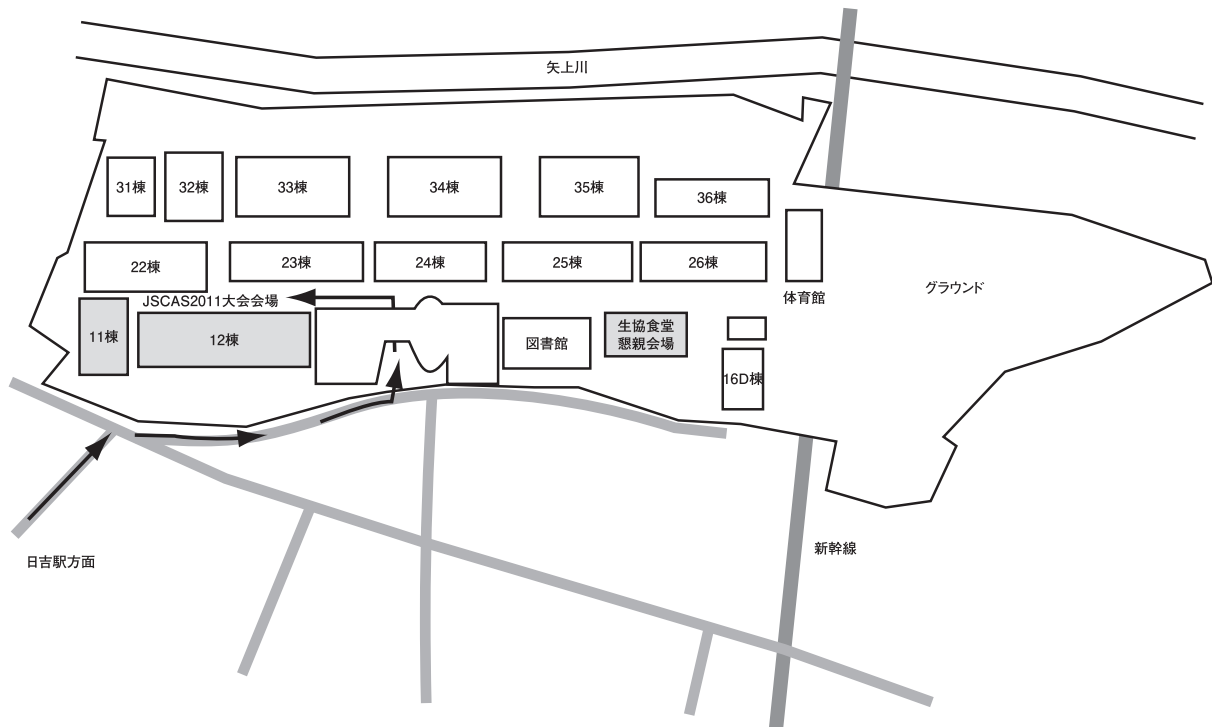 矢上川
31棟
32棟
33棟
34棟
35棟
36棟
22棟
23棟
24棟
25棟
26棟
体育館
グラウンド
JSCAS2011大会会場
11棟
12棟
図書館
生協食堂
懇親会場
16D棟
日吉駅方面
新幹線